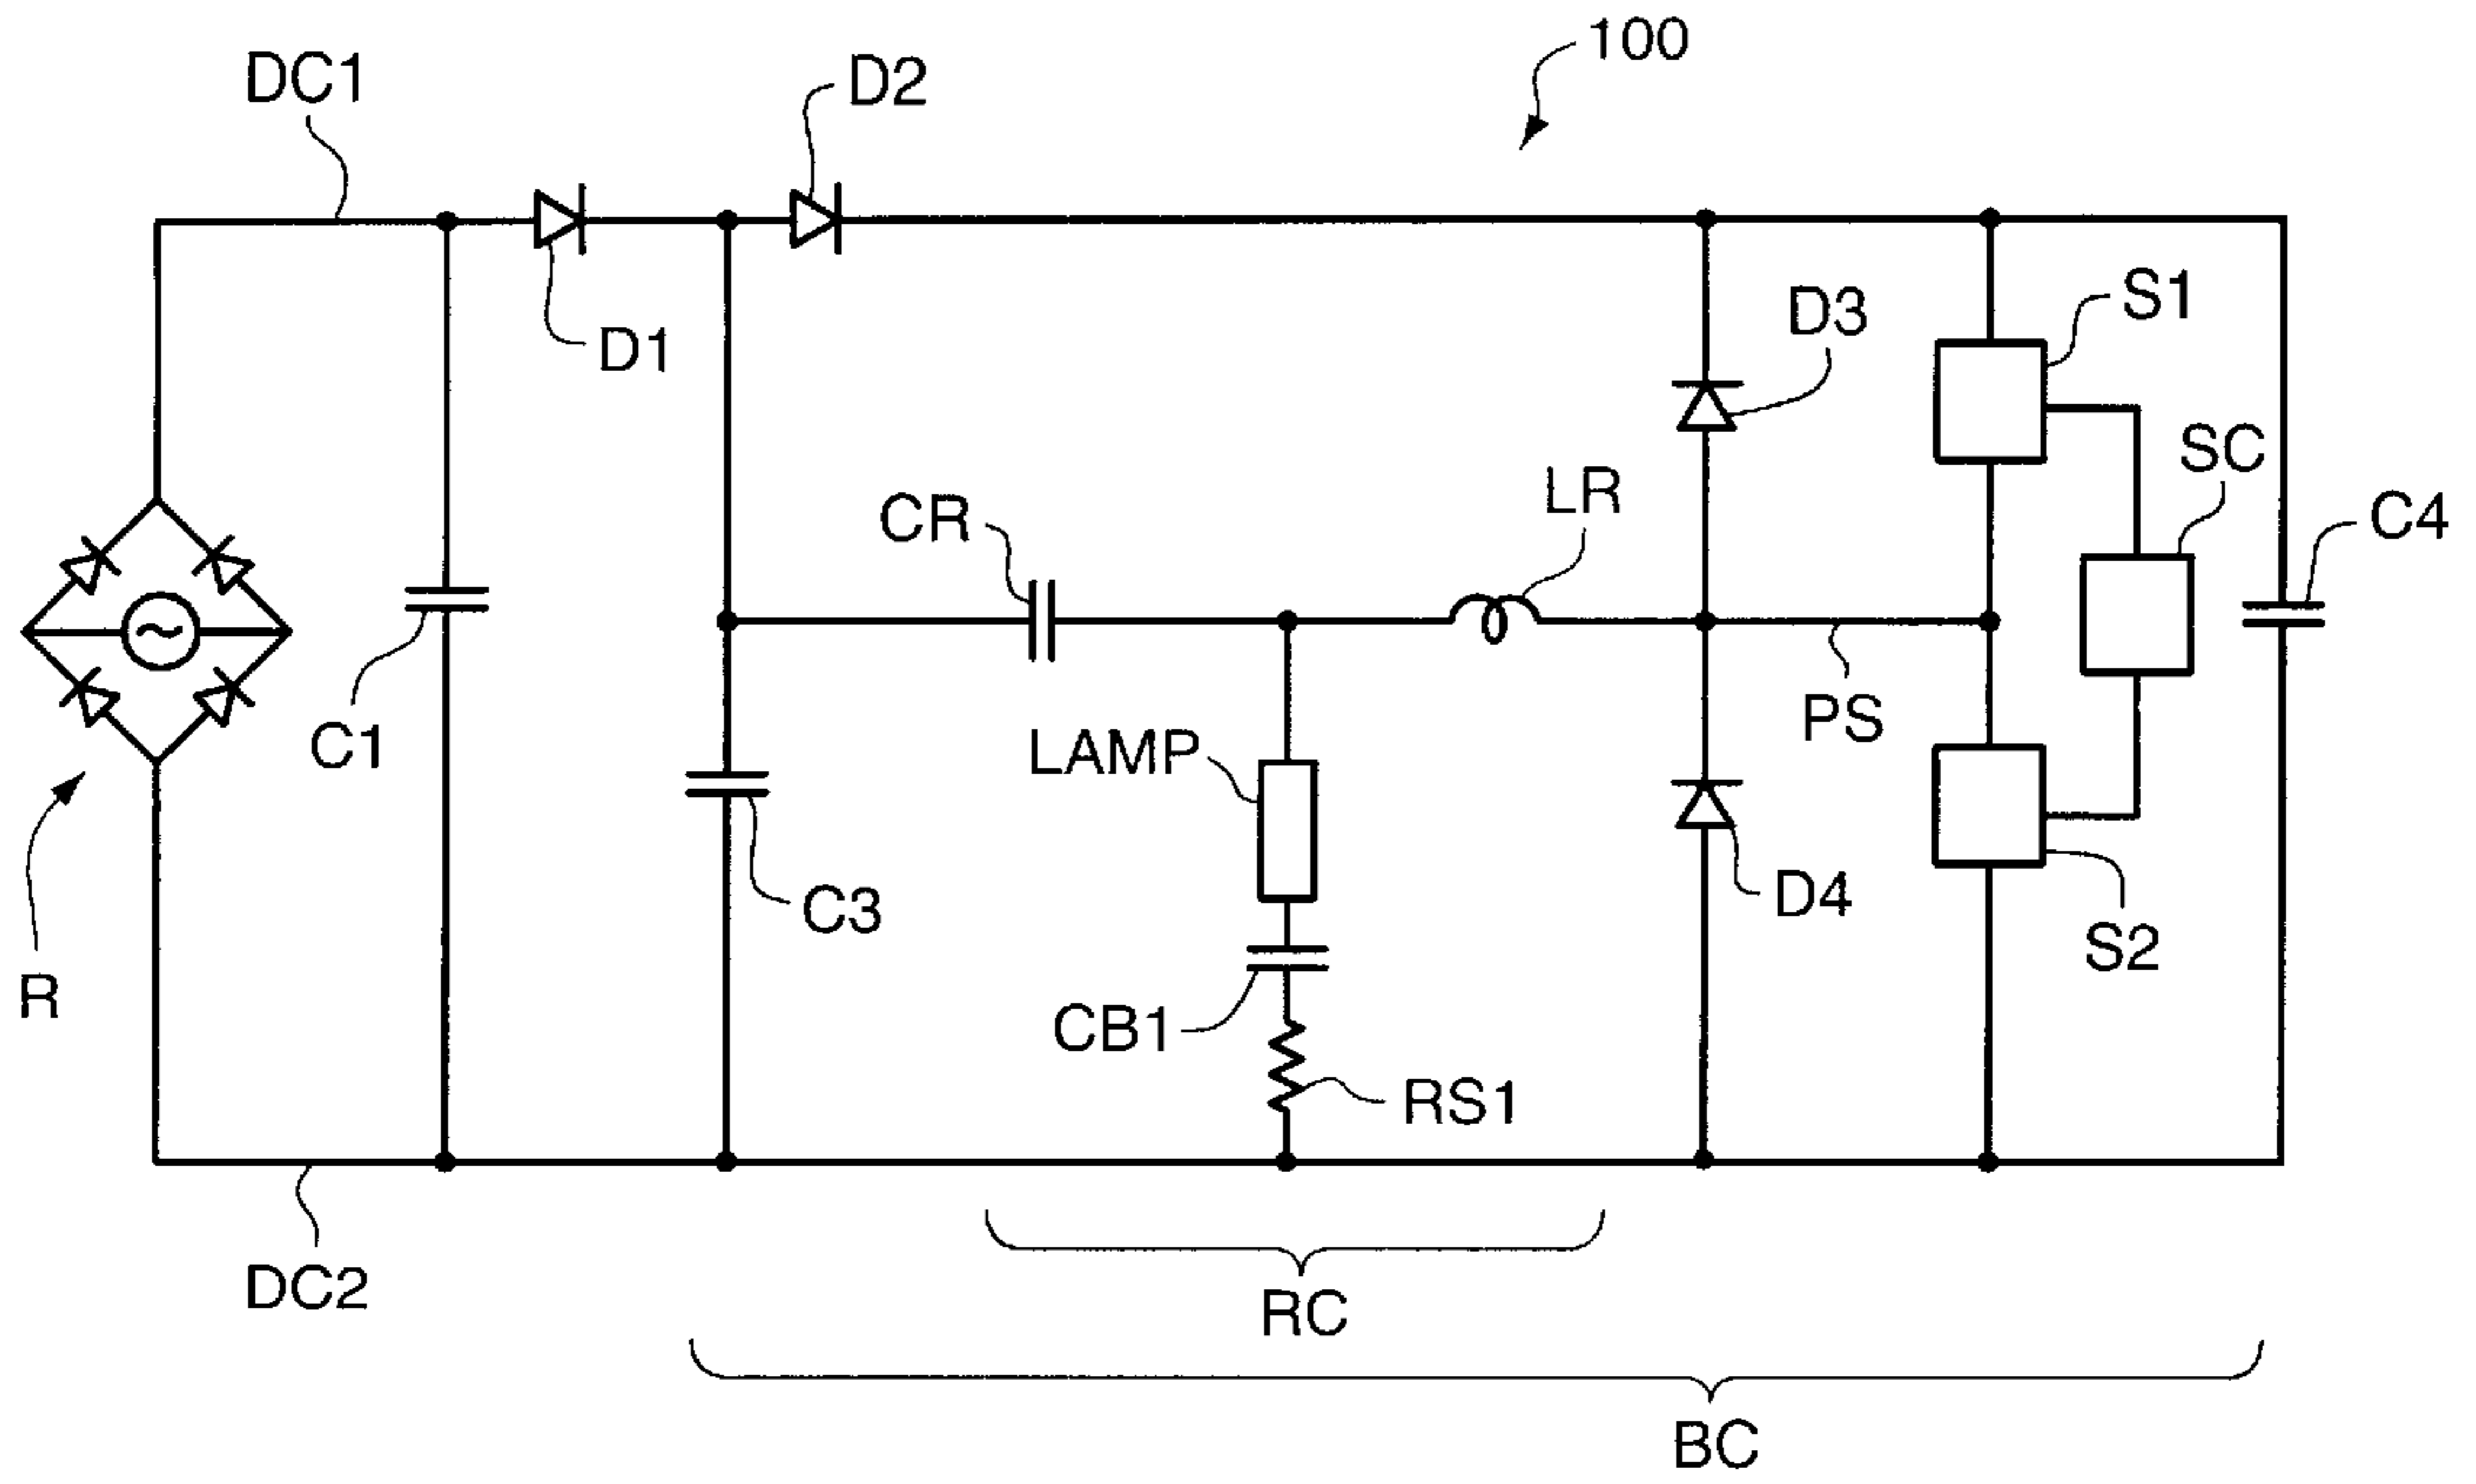 100
DC1
D2
S1
D3
D1
SC
LR
CR
C4
PS
C1
LAMP
D4
C3
S2
R
CB1
RS1
DC2
RC
BC